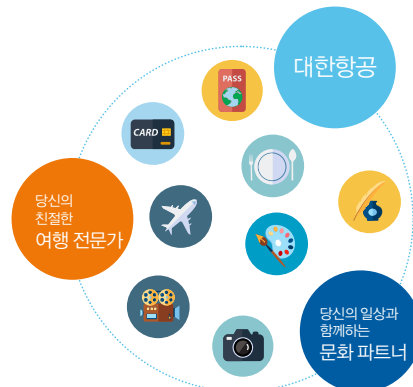 대한항공
PASS
CARD
당신의
친절한
여행 전문가
당신의 일상과
함께하는
문화 파트너